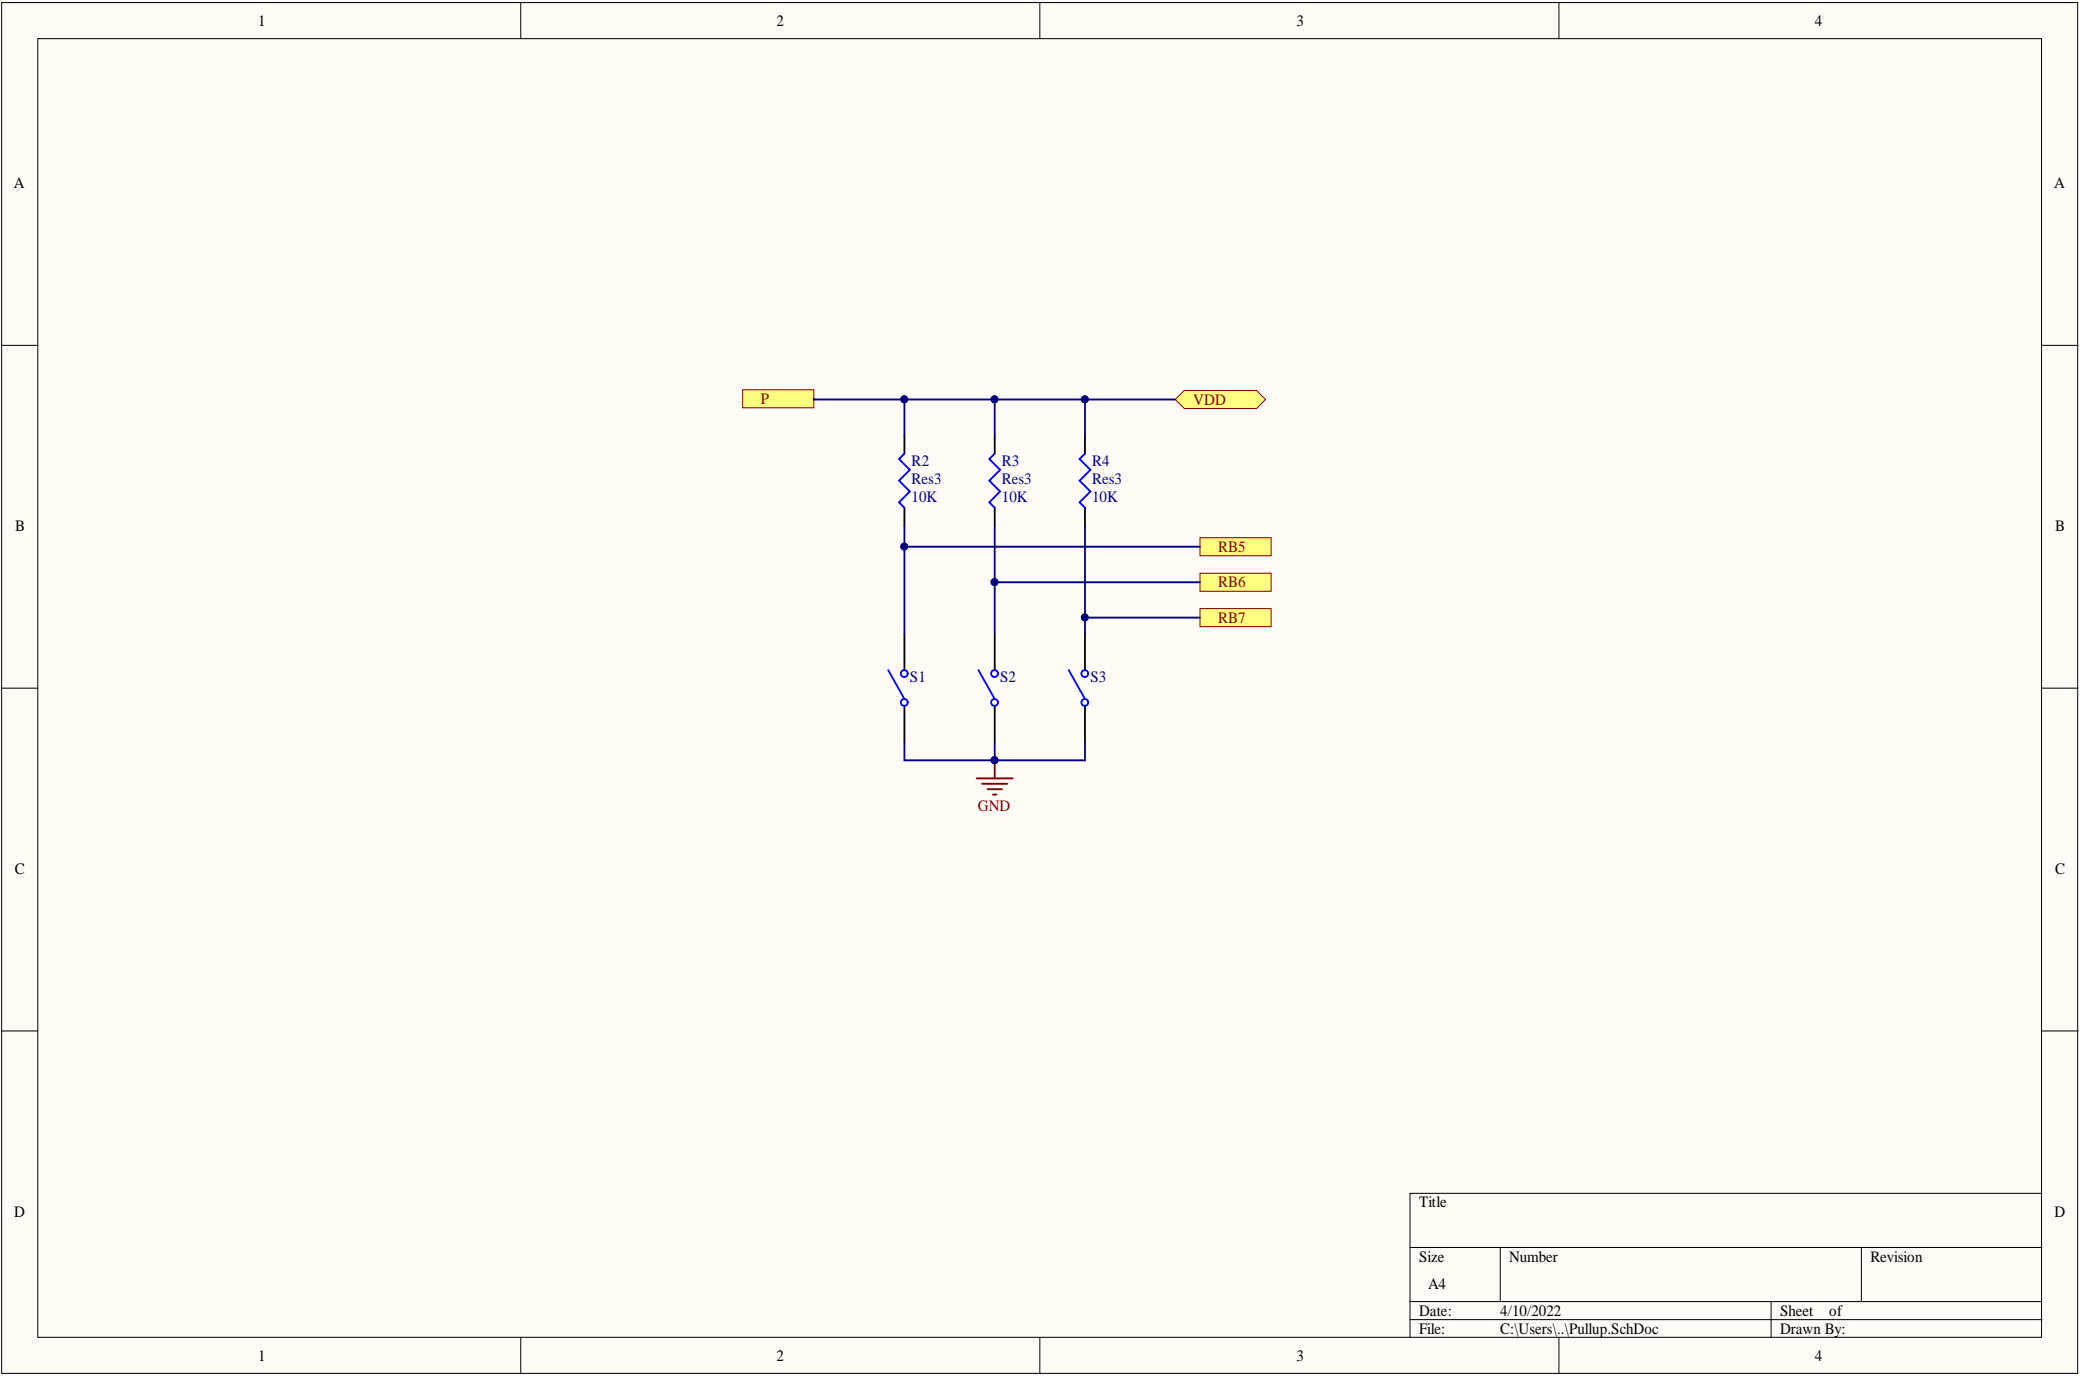 1 2 3 4
A A
P VDD
R2 R3 R4
Res3 Res3 Res3
10K 10K 10K
B B
RB5
RB6
RB7
S1 S2 S3
GND
C C
Title
D D
Size Number Revision
A4
Date: 4/10/2022 Sheet of
File: C:\Users\..\Pullup.SchDoc Drawn By:
1 2 3 4